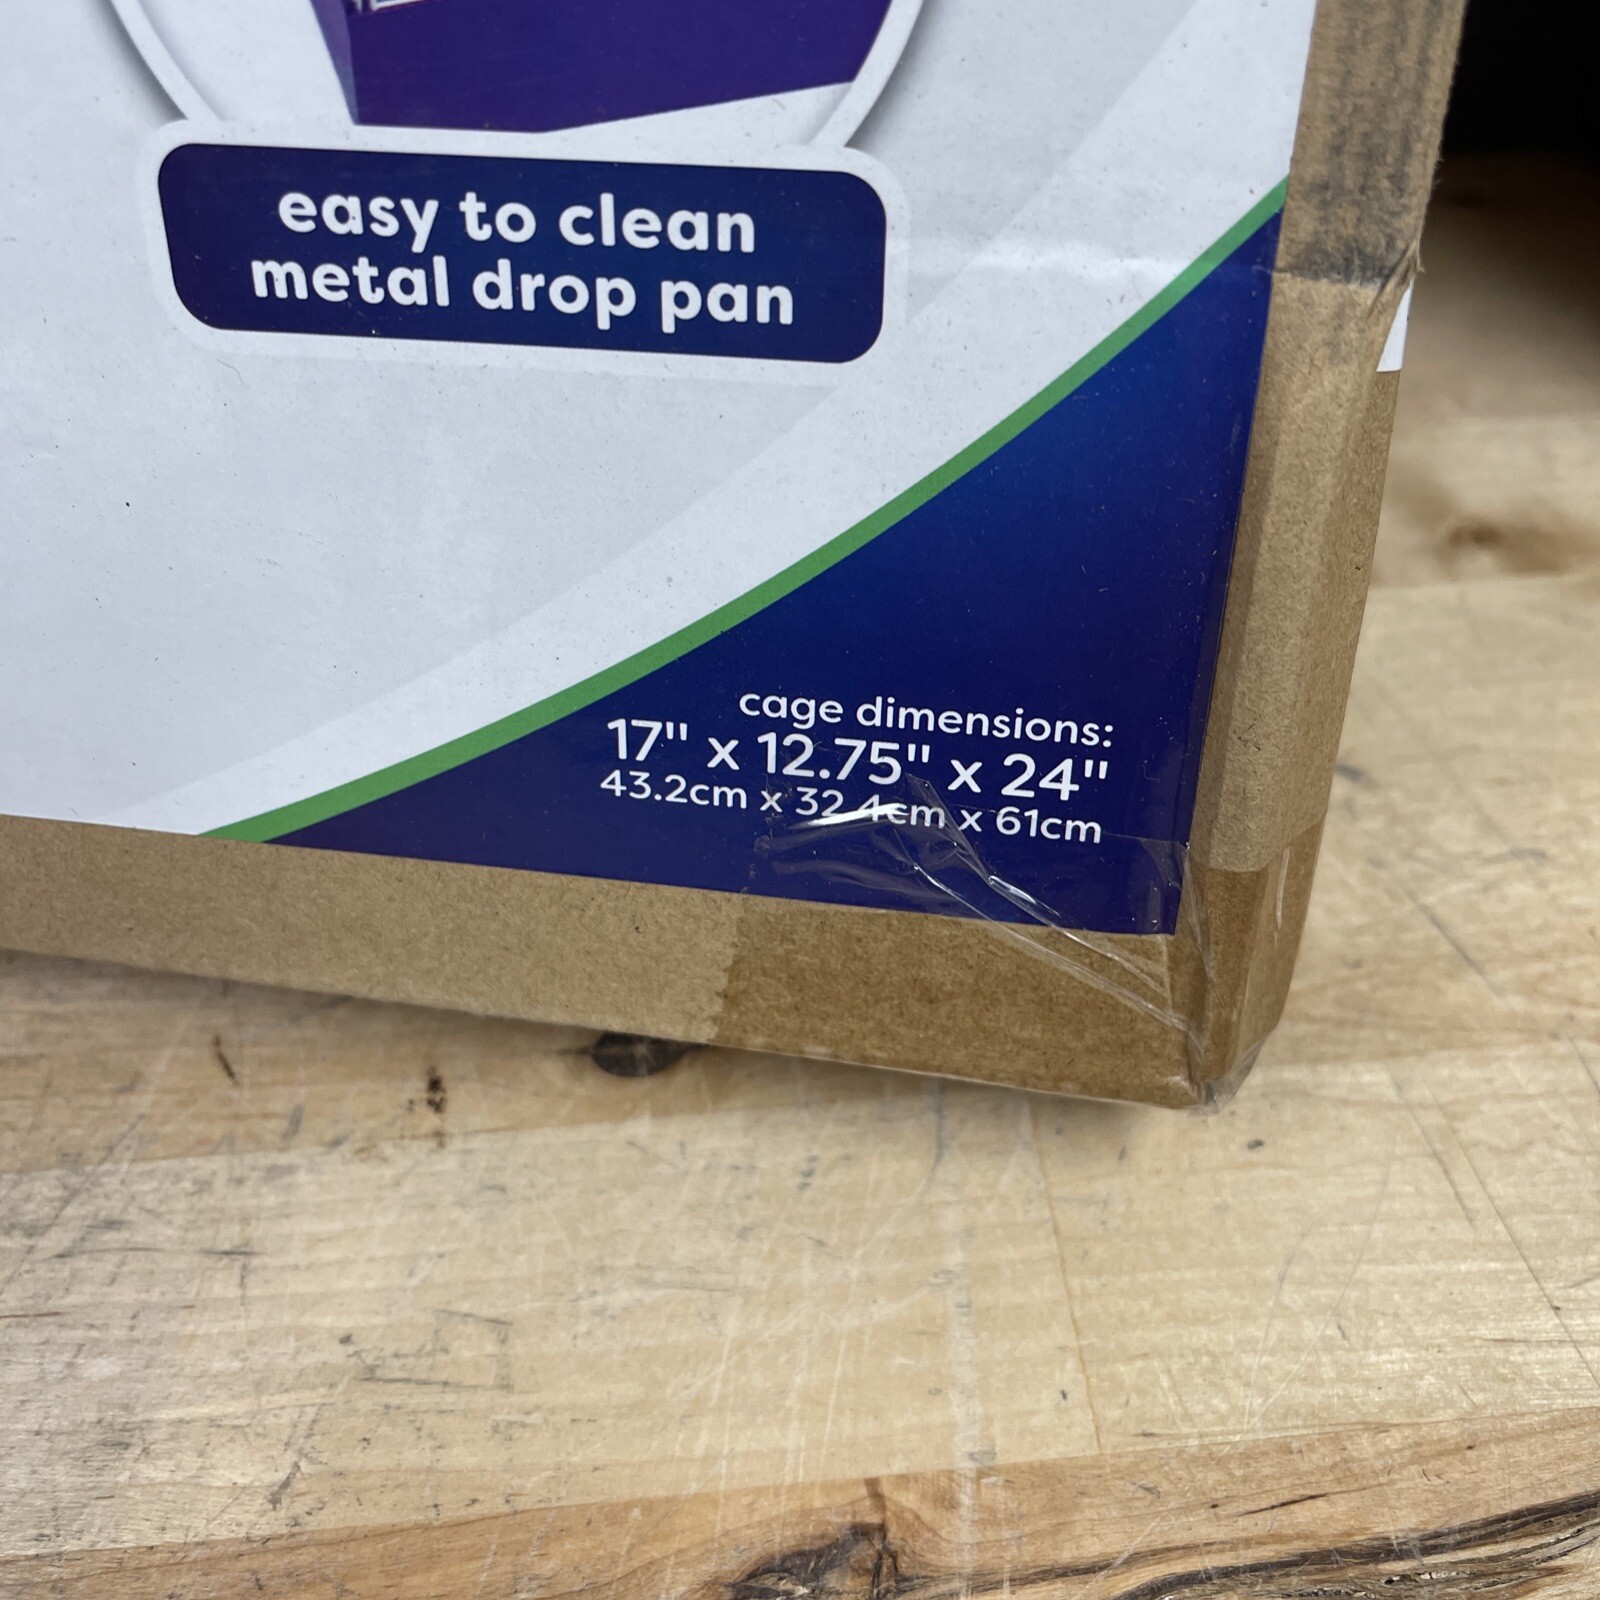 easy to clean
metal drop pan
cage dimensions:
17" x 12.75" x 24"
43.2cm x 32.4cm x 61cm